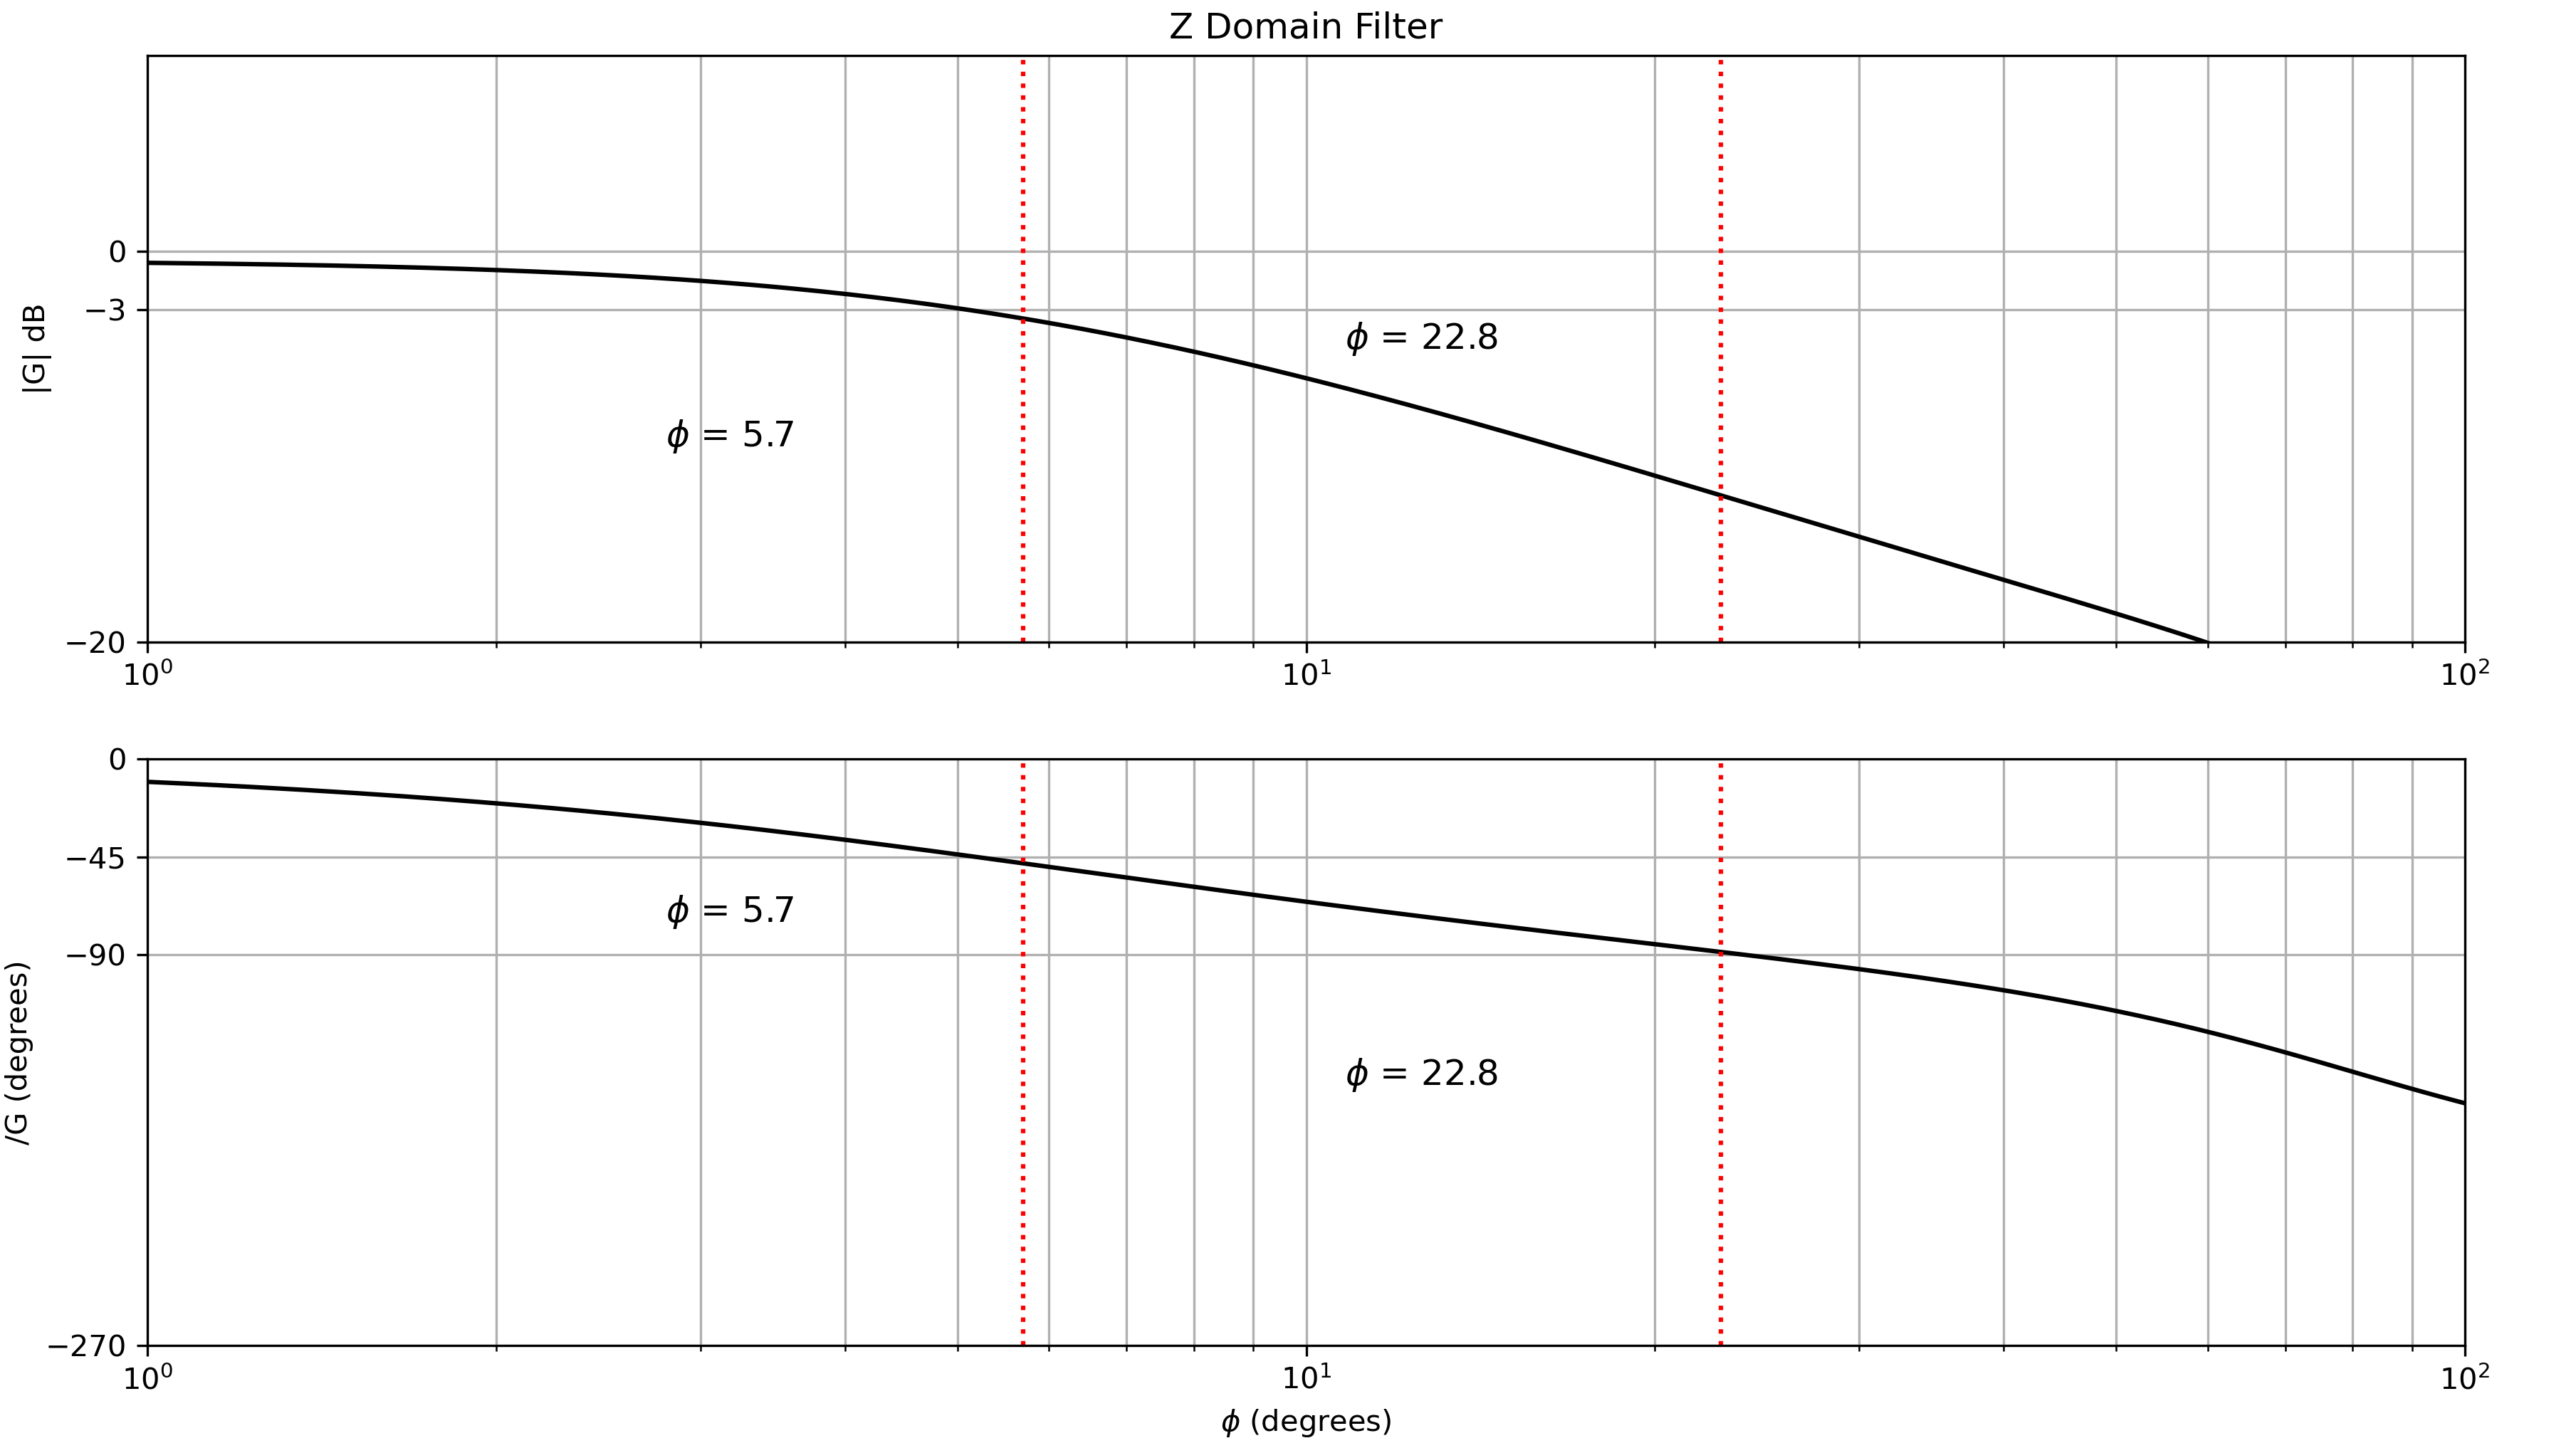 Z Domain Filter
|G| dB
0
−3
−20
ϕ = 22.8
ϕ = 5.7
10⁰
10¹
10²
/G (degrees)
0
−45
−90
−270
ϕ = 5.7
ϕ = 22.8
10⁰
10¹
10²
ϕ (degrees)